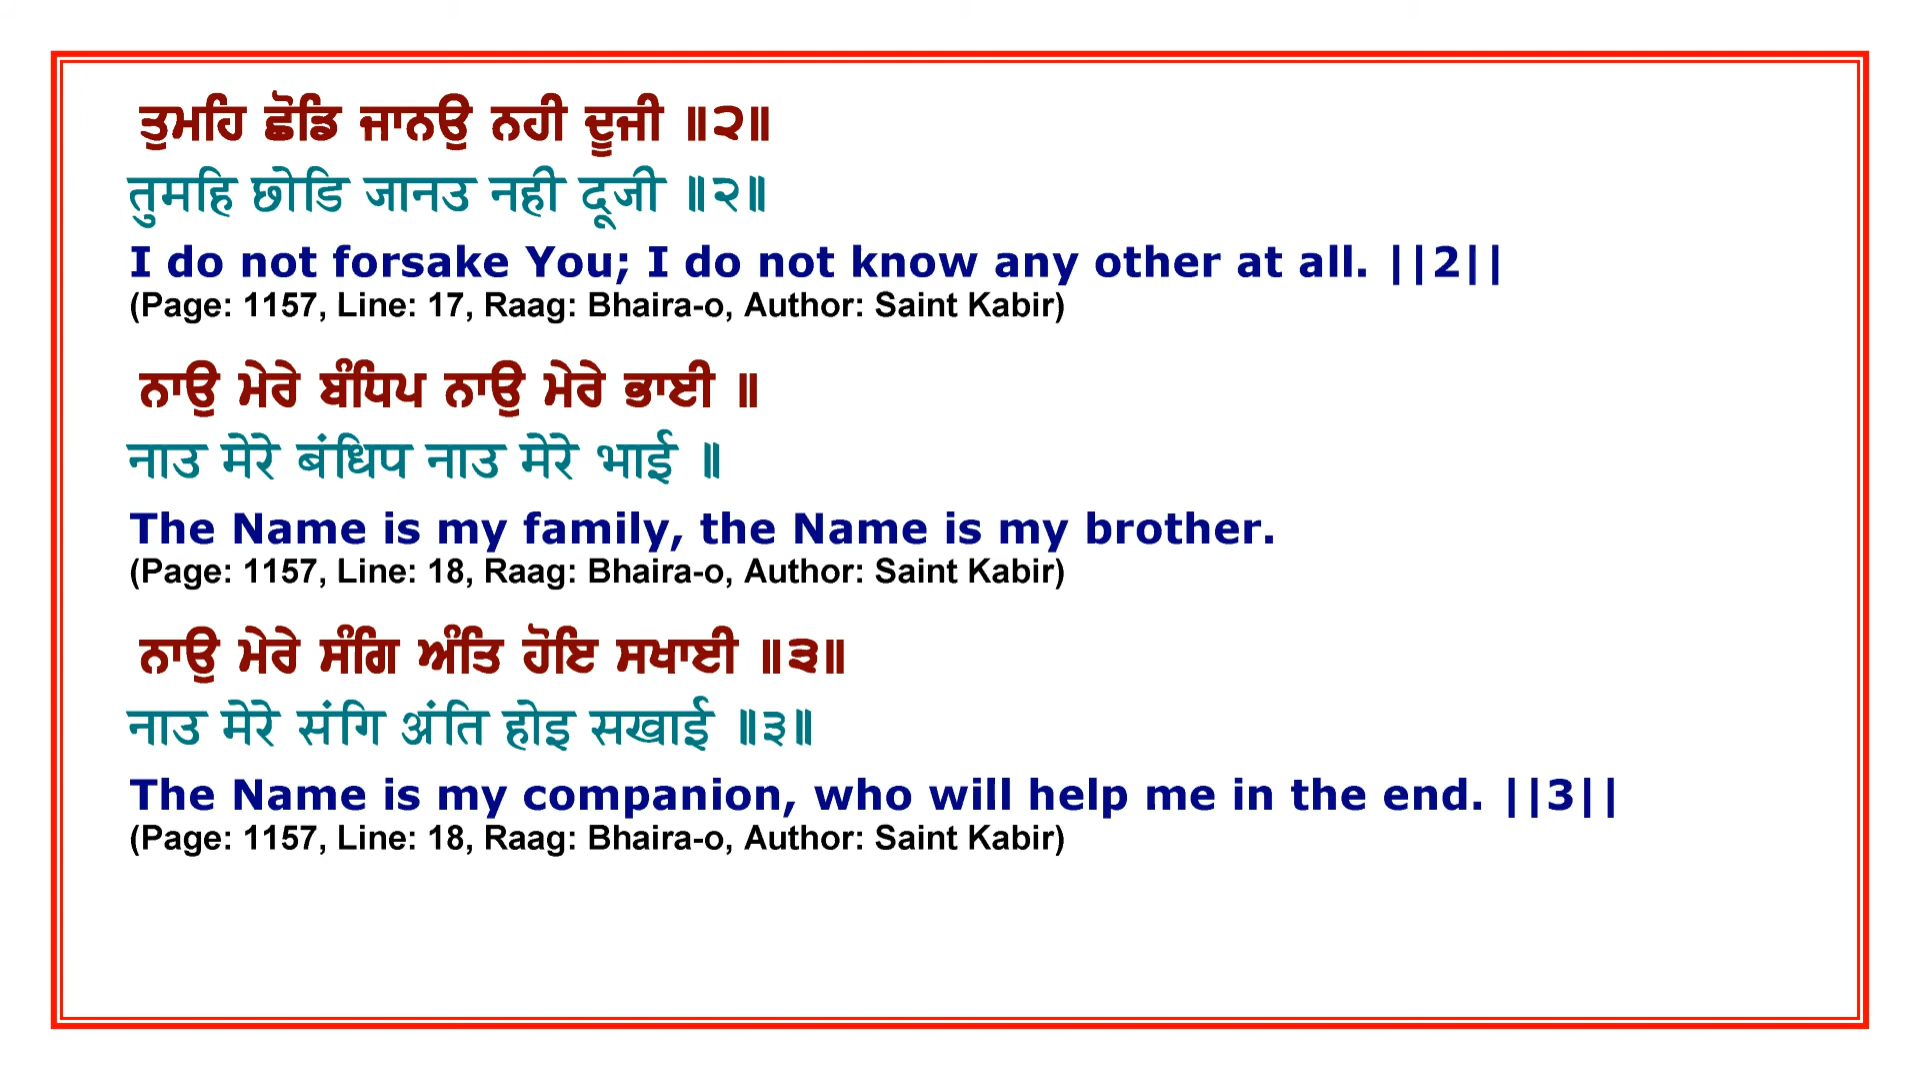 ਤੁਮਹਿ ਛੋਡਿ ਜਾਨਉ ਨਹੀ ਦੂਜੀ ॥੨॥
तुमहि छोडि जानउ नही दूजी ॥२॥
I do not forsake You; I do not know any other at all. ||2||
(Page: 1157, Line: 17, Raag: Bhaira-o, Author: Saint Kabir)
ਨਾਉ ਮੇਰੇ ਬੰਧਿਪ ਨਾਉ ਮੇਰੇ ਭਾਈ ॥
नाउ मेरे बंधिप नाउ मेरे भाई ॥
The Name is my family, the Name is my brother.
(Page: 1157, Line: 18, Raag: Bhaira-o, Author: Saint Kabir)
ਨਾਉ ਮੇਰੇ ਸੰਗਿ ਅੰਤਿ ਹੋਇ ਸਖਾਈ ॥੩॥
नाउ मेरे संगि अंति होइ सखाई ॥३॥
The Name is my companion, who will help me in the end. ||3||
(Page: 1157, Line: 18, Raag: Bhaira-o, Author: Saint Kabir)